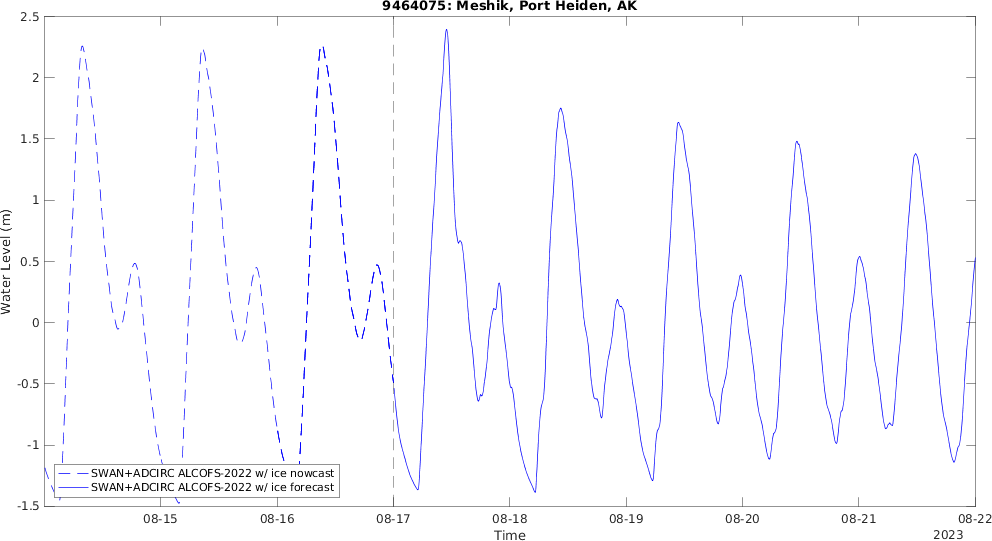 9464075: Meshik, Port Heiden, AK
2.5
2
1.5
1
0.5
0
-0.5
-1
-1.5
Water Level (m)
SWAN+ADCIRC ALCOFS-2022 w/ ice nowcast
SWAN+ADCIRC ALCOFS-2022 w/ ice forecast
08-15 08-16 08-17 08-18 08-19 08-20 08-21 08-22
Time
2023